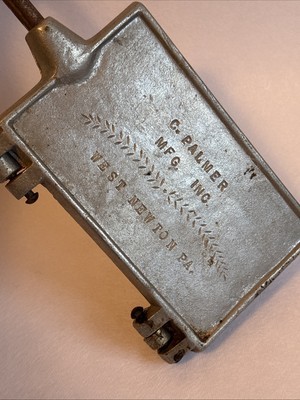 C. PALMER
MFG. INC.
WEST NEWTON PA.